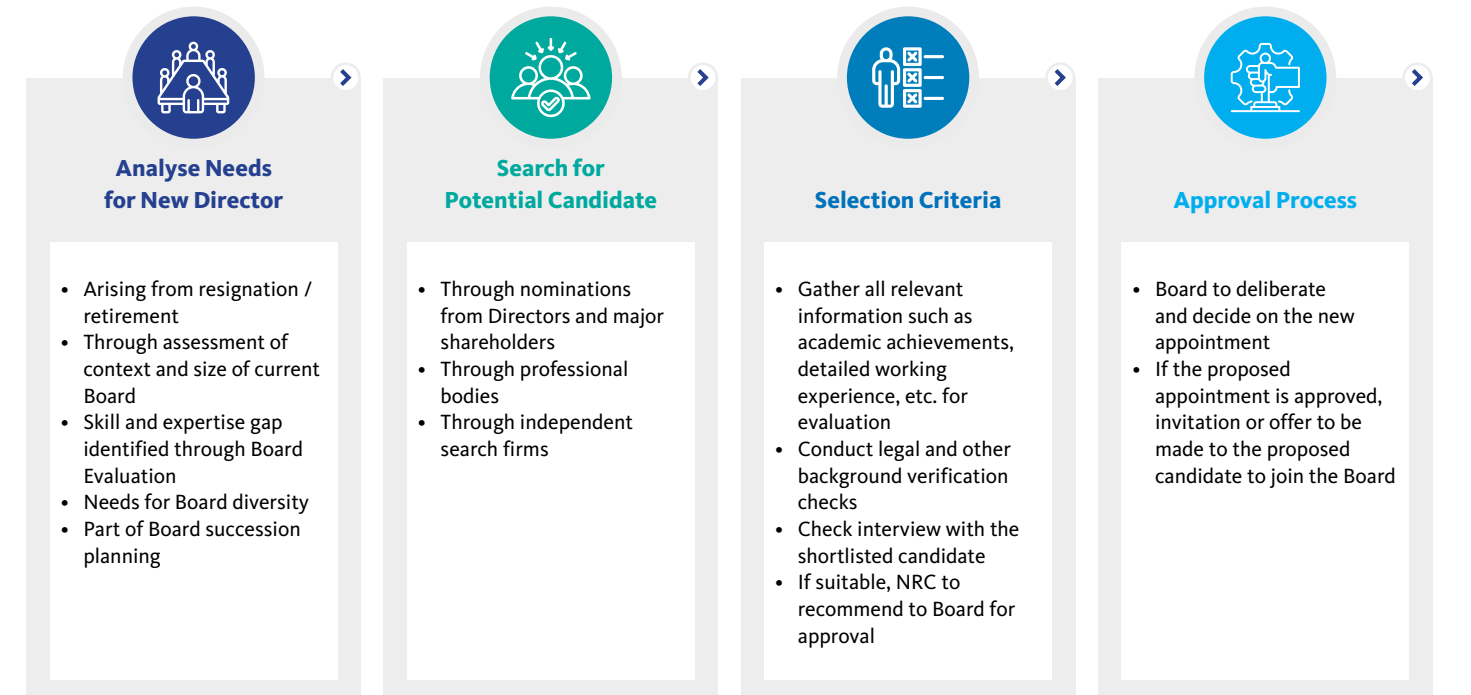 Analyse Needs
for New Director
• Arising from resignation /
retirement
• Through assessment of
context and size of current
Board
• Skill and expertise gap
identified through Board
Evaluation
• Needs for Board diversity
• Part of Board succession
planning
Search for
Potential Candidate
• Through nominations
from Directors and major
shareholders
• Through professional
bodies
• Through independent
search firms
Selection Criteria
• Gather all relevant
information such as
academic achievements,
detailed working
experience, etc. for
evaluation
• Conduct legal and other
background verification
checks
• Check interview with the
shortlisted candidate
• If suitable, NRC to
recommend to Board for
approval
Approval Process
• Board to deliberate
and decide on the new
appointment
• If the proposed
appointment is approved,
invitation or offer to be
made to the proposed
candidate to join the Board